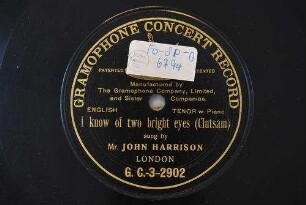 GRAMOPHONE CONCERT RECORD
Manufactured by
The Gramophone Company, Limited,
and Sister Companies.
ENGLISH TENOR w. Piano
I know of two bright eyes (Clutsam)
sung by
Mr. JOHN HARRISON
LONDON
G. C.-3-2902